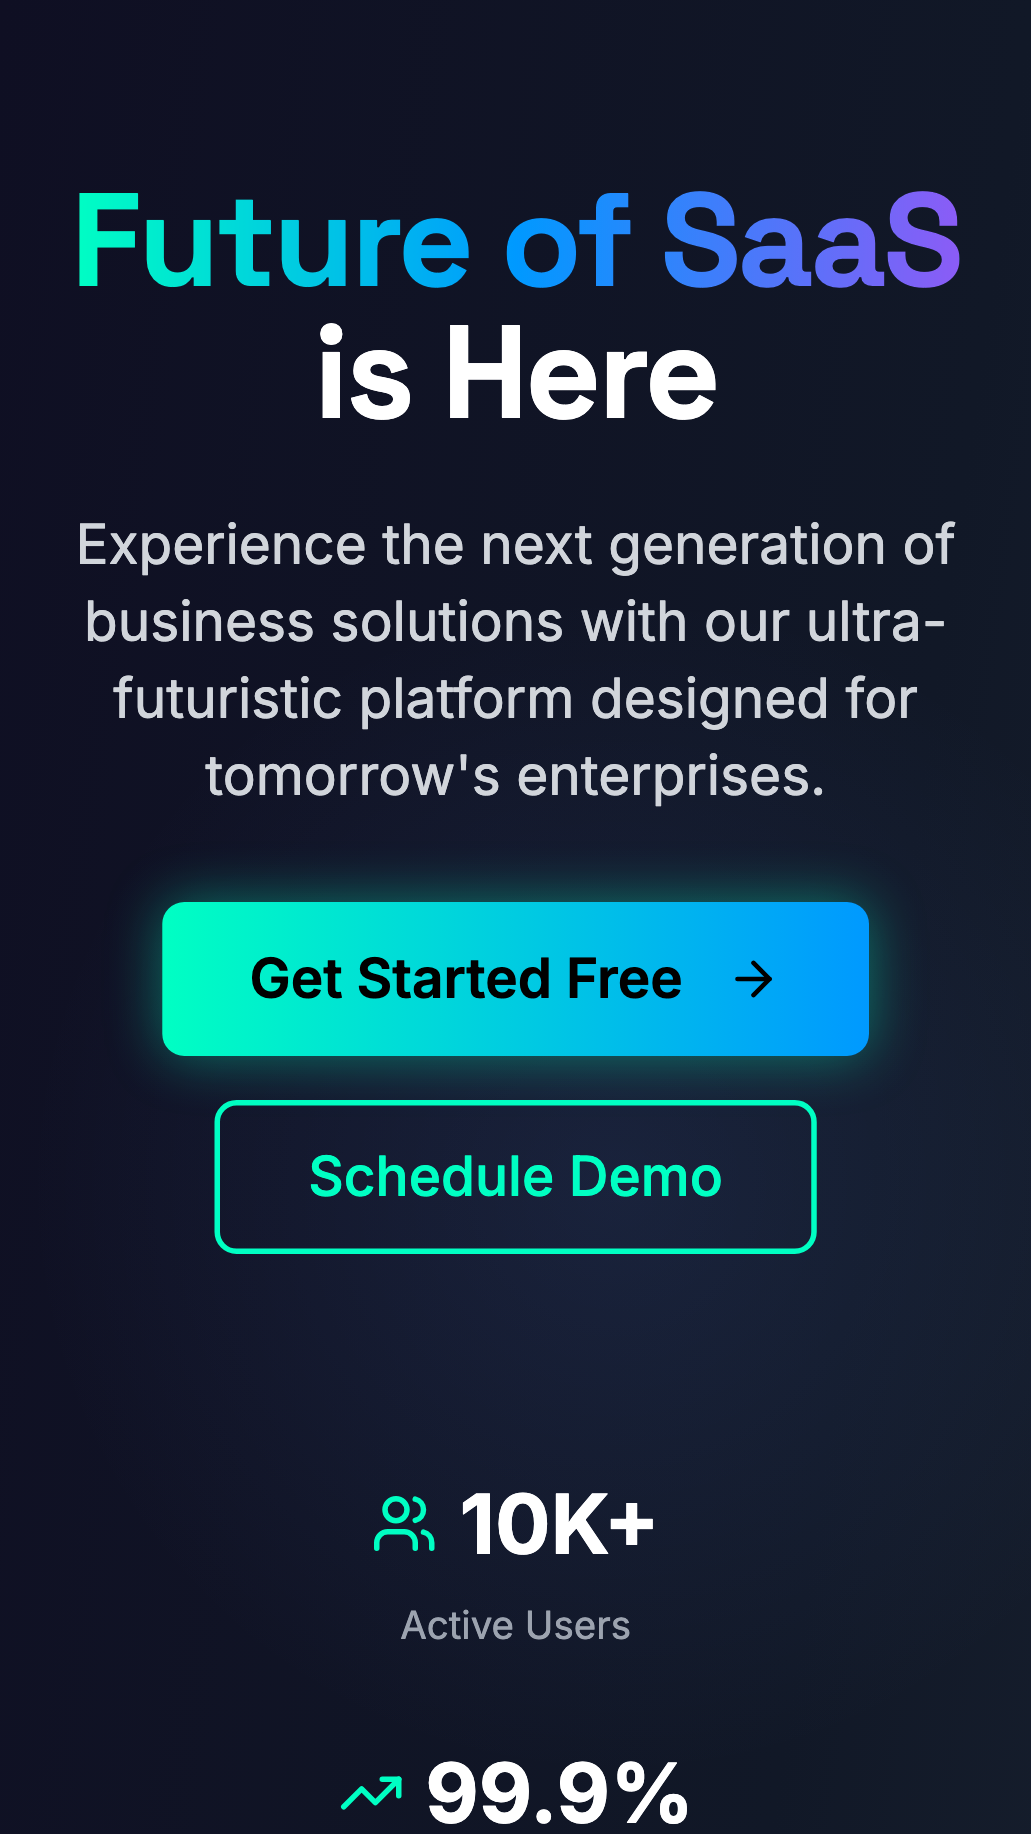 Future of SaaS
is Here
Experience the next generation of
business solutions with our ultra-
futuristic platform designed for
tomorrow's enterprises.
Get Started Free
Schedule Demo
10K+
Active Users
99.9%